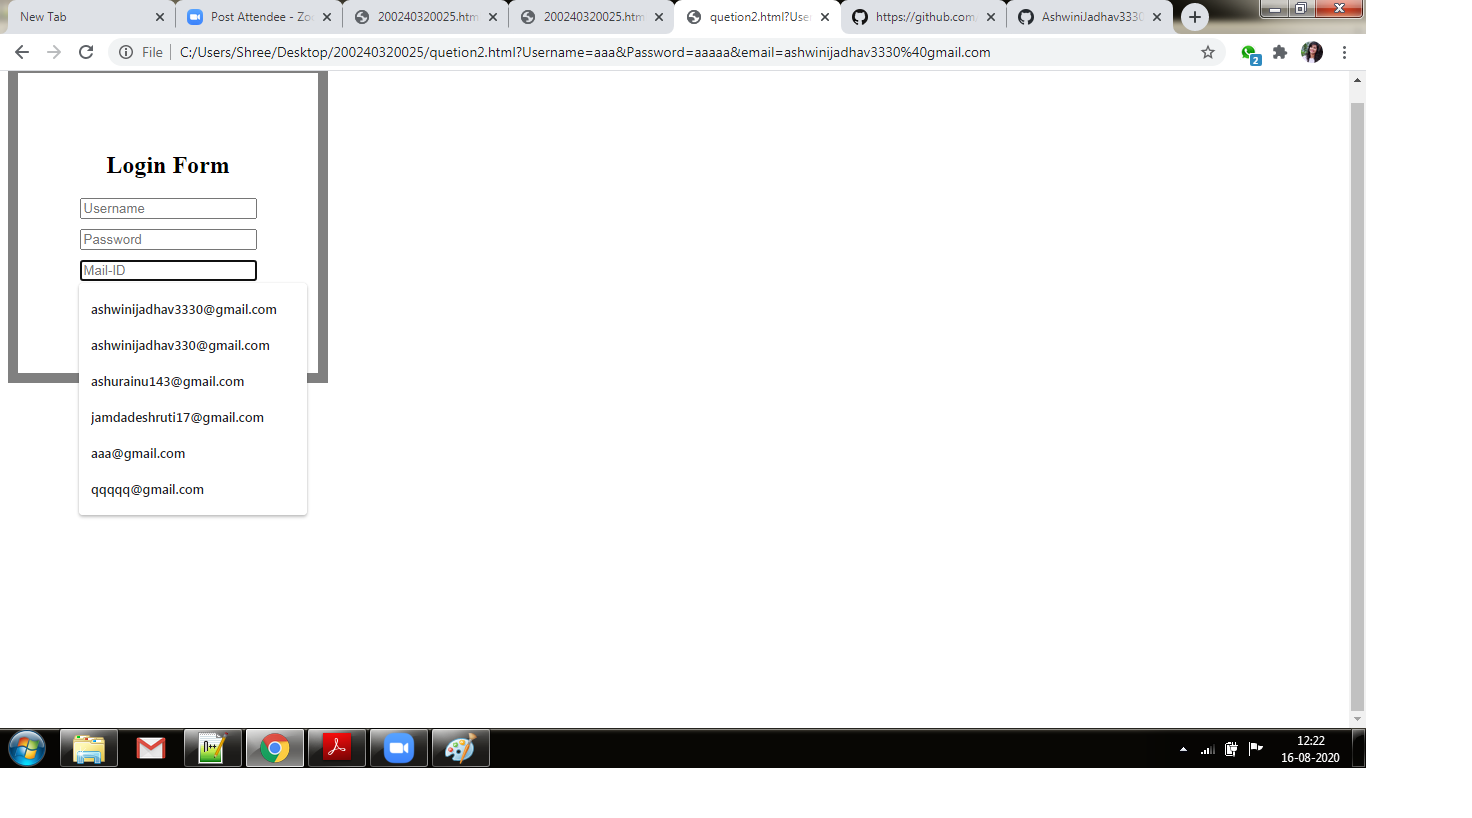 New Tab
Post Attendee - Zoo
200240320025.htm
200240320025.htm
quetion2.html?Use
https://github.com
AshwiniJadhav3330
File
C:/Users/Shree/Desktop/200240320025/quetion2.html?Username=aaa&Password=aaaaa&email=ashwinijadhav3330%40gmail.com
2
Login Form
Username
Password
Mail-ID
ashwinijadhav3330@gmail.com
ashwinijadhav330@gmail.com
ashurainu143@gmail.com
jamdadeshruti17@gmail.com
aaa@gmail.com
qqqqq@gmail.com
12:22
16-08-2020